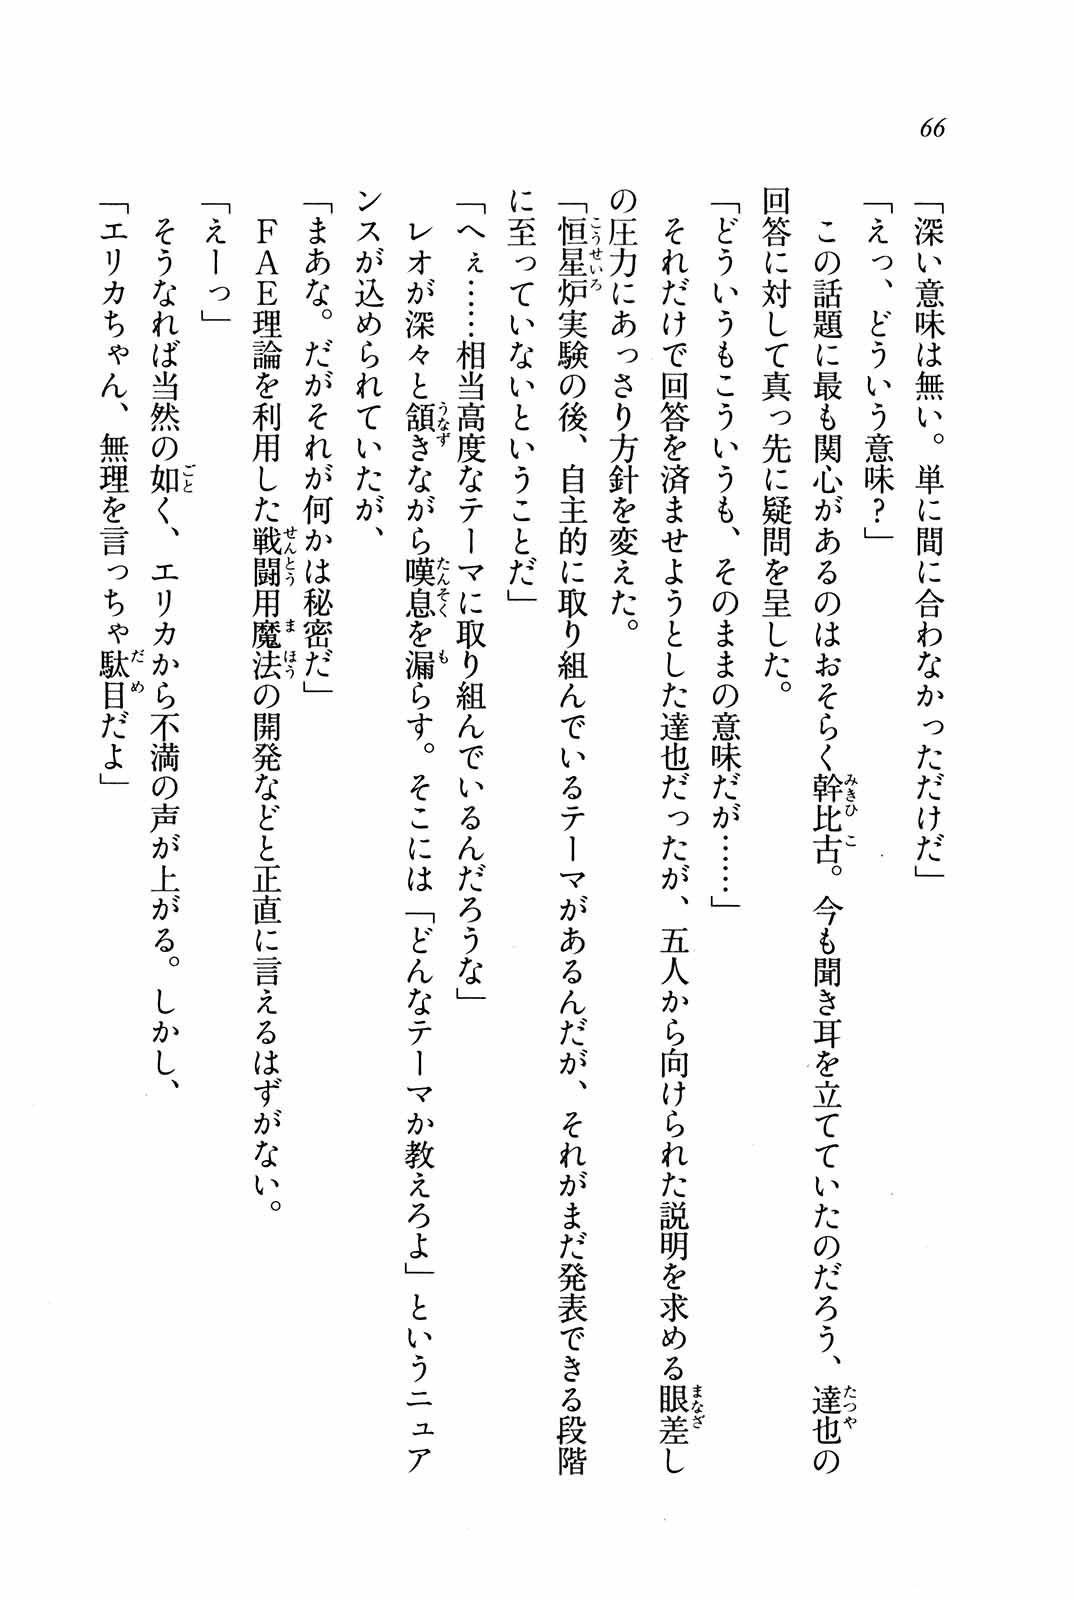 66
「深い意味は無い。単に間に合わなかっただけだ」
「えっ、どういう意味？」
　この話題に最も関心があるのはおそらく幹比古。今も聞き耳を立てていたのだろう、達也の
回答に対して真っ先に疑問を呈した。
「どういうもこういうも、そのままの意味だが……」
　それだけで回答を済ませようとした達也だったが、五人から向けられた説明を求める眼差し
の圧力にあっさり方針を変えた。
「恒星炉実験の後、自主的に取り組んでいるテーマがあるんだが、それがまだ発表できる段階
に至っていないということだ」
「へぇ……相当高度なテーマに取り組んでいるんだろうな」
　レオが深々と頷きながら嘆息を漏らす。そこには「どんなテーマか教えろよ」というニュア
ンスが込められていたが、
「まあな。だがそれが何かは秘密だ」
　ＦＡＥ理論を利用した戦闘用魔法の開発などと正直に言えるはずがない。
「えーっ」
　そうなれば当然の如く、エリカから不満の声が上がる。しかし、
「エリカちゃん、無理を言っちゃ駄目だよ」